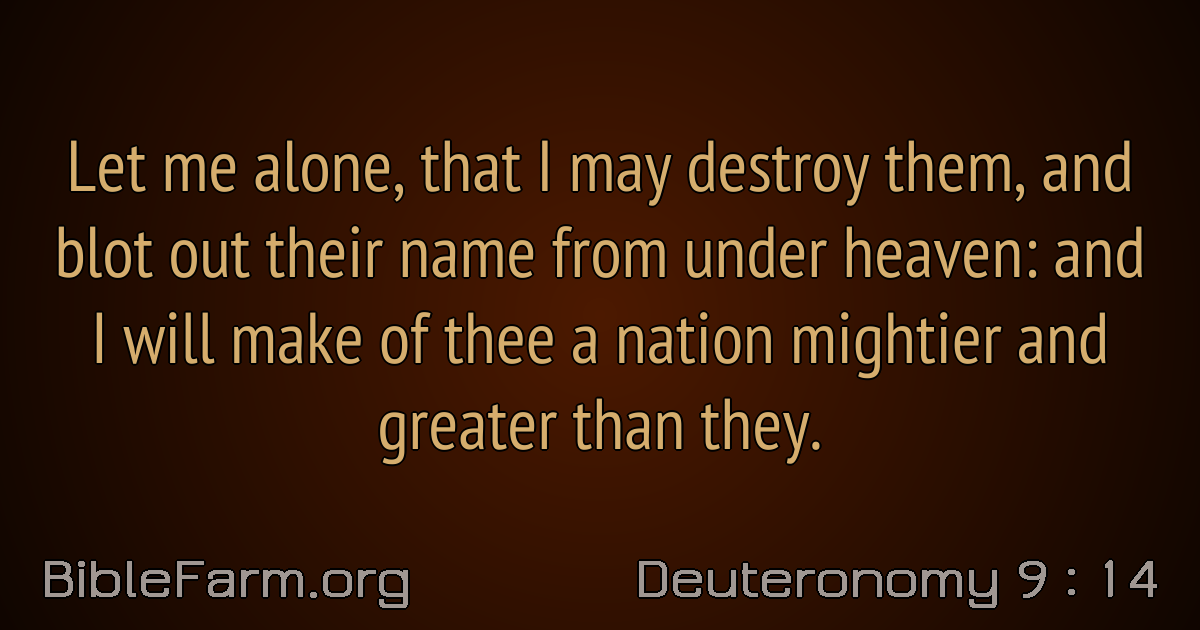 Let me alone, that I may destroy them, and
blot out their name from under heaven: and
I will make of thee a nation mightier and
greater than they.
BibleFarm.org
Deuteronomy 9 : 14